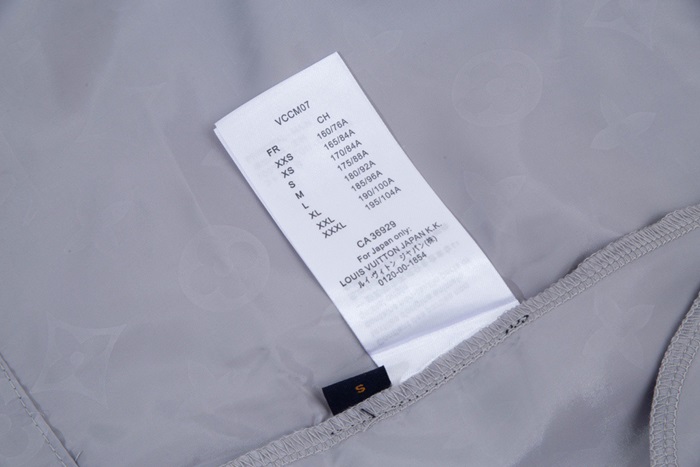 VCCM07
FR CH
XXS 160/76A
XS 165/84A
S 170/84A
M 175/88A
L 180/92A
XL 185/96A
XXL 190/100A
XXXL 195/104A
CA 36929
For Japan only:
LOUIS VUITTON JAPAN K.K.
ルイ ヴィトン ジャパン(株)
0120-00-1854
S